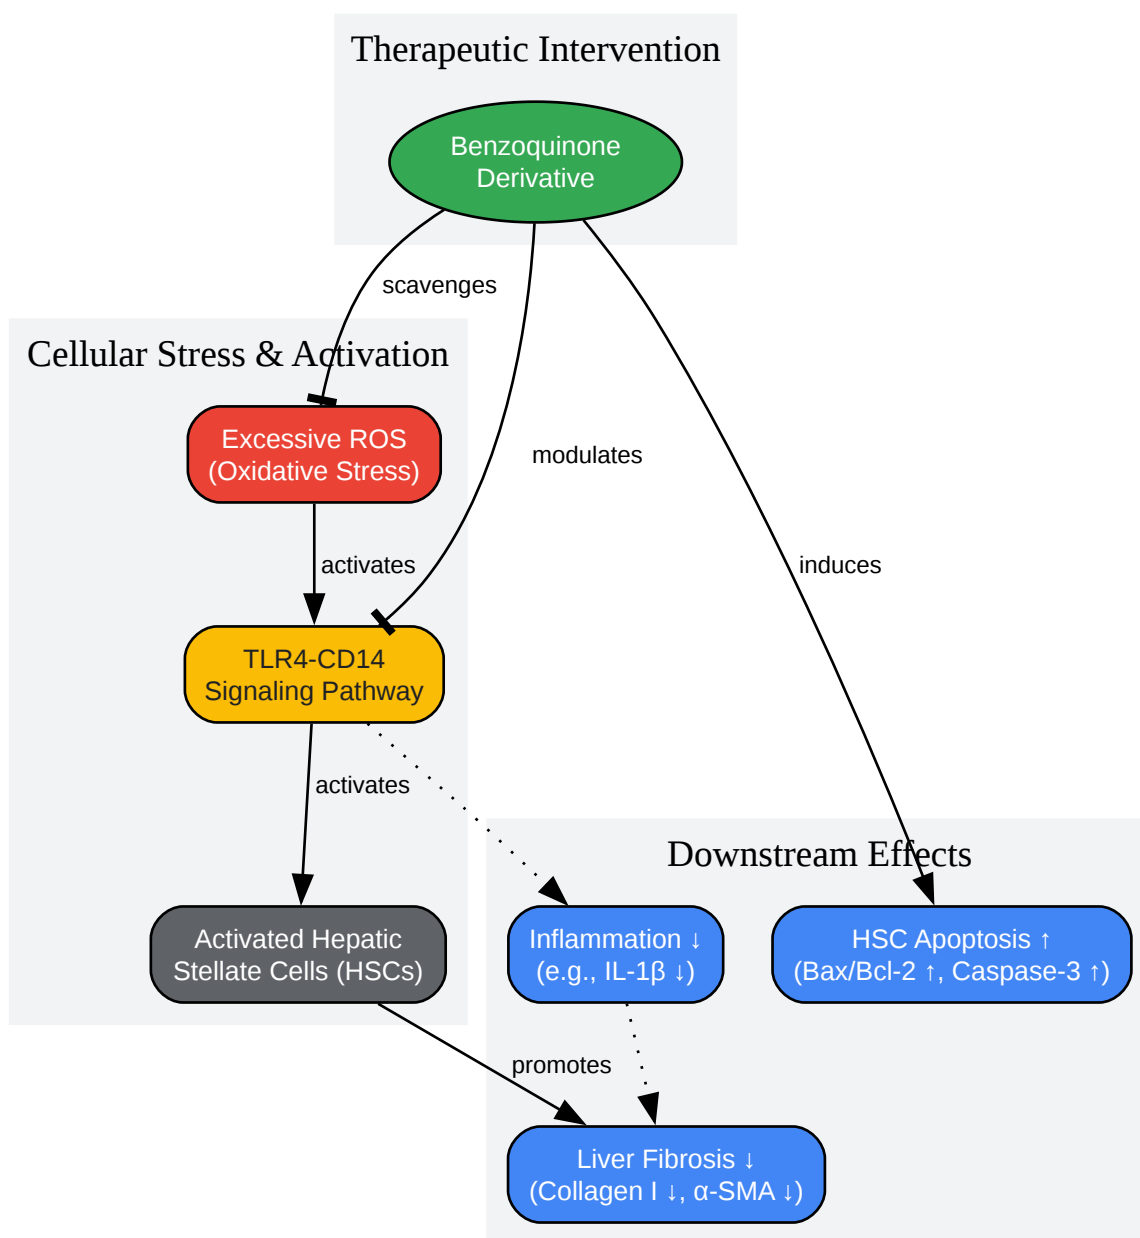 Therapeutic Intervention
Benzoquinone
Derivative
scavenges
Cellular Stress & Activation
Excessive ROS
(Oxidative Stress)
modulates
activates
induces
TLR4-CD14
Signaling Pathway
activates
Downstream Effects
Activated Hepatic
Stellate Cells (HSCs)
Inflammation ↓
(e.g., IL-1β ↓)
HSC Apoptosis ↑
(Bax/Bcl-2 ↑, Caspase-3 ↑)
promotes
Liver Fibrosis ↓
(Collagen I ↓, α-SMA ↓)